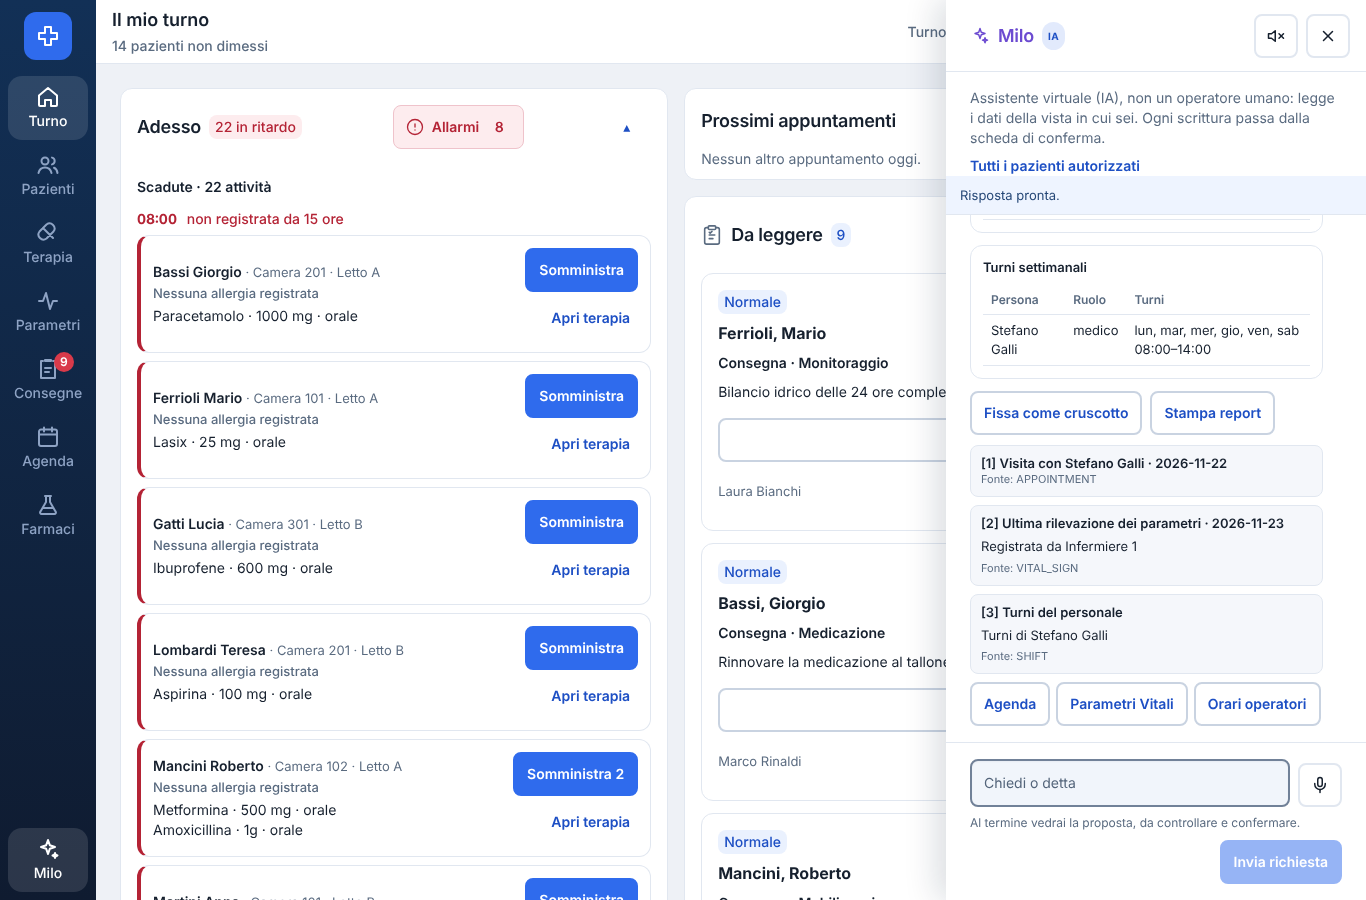 Turno
Pazienti
Terapia
Parametri
9
Consegne
Agenda
Farmaci
Milo
Il mio turno
14 pazienti non dimessi
Turno
Adesso
22 in ritardo
Allarmi 8
Scadute · 22 attività
08:00 non registrata da 15 ore
Bassi Giorgio · Camera 201 · Letto A
Nessuna allergia registrata
Paracetamolo · 1000 mg · orale
Somministra
Apri terapia
Ferrioli Mario · Camera 101 · Letto A
Nessuna allergia registrata
Lasix · 25 mg · orale
Somministra
Apri terapia
Gatti Lucia · Camera 301 · Letto B
Nessuna allergia registrata
Ibuprofene · 600 mg · orale
Somministra
Apri terapia
Lombardi Teresa · Camera 201 · Letto B
Nessuna allergia registrata
Aspirina · 100 mg · orale
Somministra
Apri terapia
Mancini Roberto · Camera 102 · Letto A
Nessuna allergia registrata
Metformina · 500 mg · orale
Amoxicillina · 1g · orale
Somministra 2
Apri terapia
Somministra
Prossimi appuntamenti
Nessun altro appuntamento oggi.
Da leggere 9
Normale
Ferrioli, Mario
Consegna · Monitoraggio
Bilancio idrico delle 24 ore comple
Laura Bianchi
Normale
Bassi, Giorgio
Consegna · Medicazione
Rinnovare la medicazione al tallone
Marco Rinaldi
Normale
Mancini, Roberto
Milo IA
Assistente virtuale (IA), non un operatore umano: legge
i dati della vista in cui sei. Ogni scrittura passa dalla
scheda di conferma.
Tutti i pazienti autorizzati
Risposta pronta.
Turni settimanali
Persona Ruolo Turni
Stefano Galli medico lun, mar, mer, gio, ven, sab 08:00–14:00
Fissa come cruscotto
Stampa report
[1] Visita con Stefano Galli · 2026-11-22
Fonte: APPOINTMENT
[2] Ultima rilevazione dei parametri · 2026-11-23
Registrata da Infermiere 1
Fonte: VITAL_SIGN
[3] Turni del personale
Turni di Stefano Galli
Fonte: SHIFT
Agenda
Parametri Vitali
Orari operatori
Chiedi o detta
Al termine vedrai la proposta, da controllare e confermare.
Invia richiesta